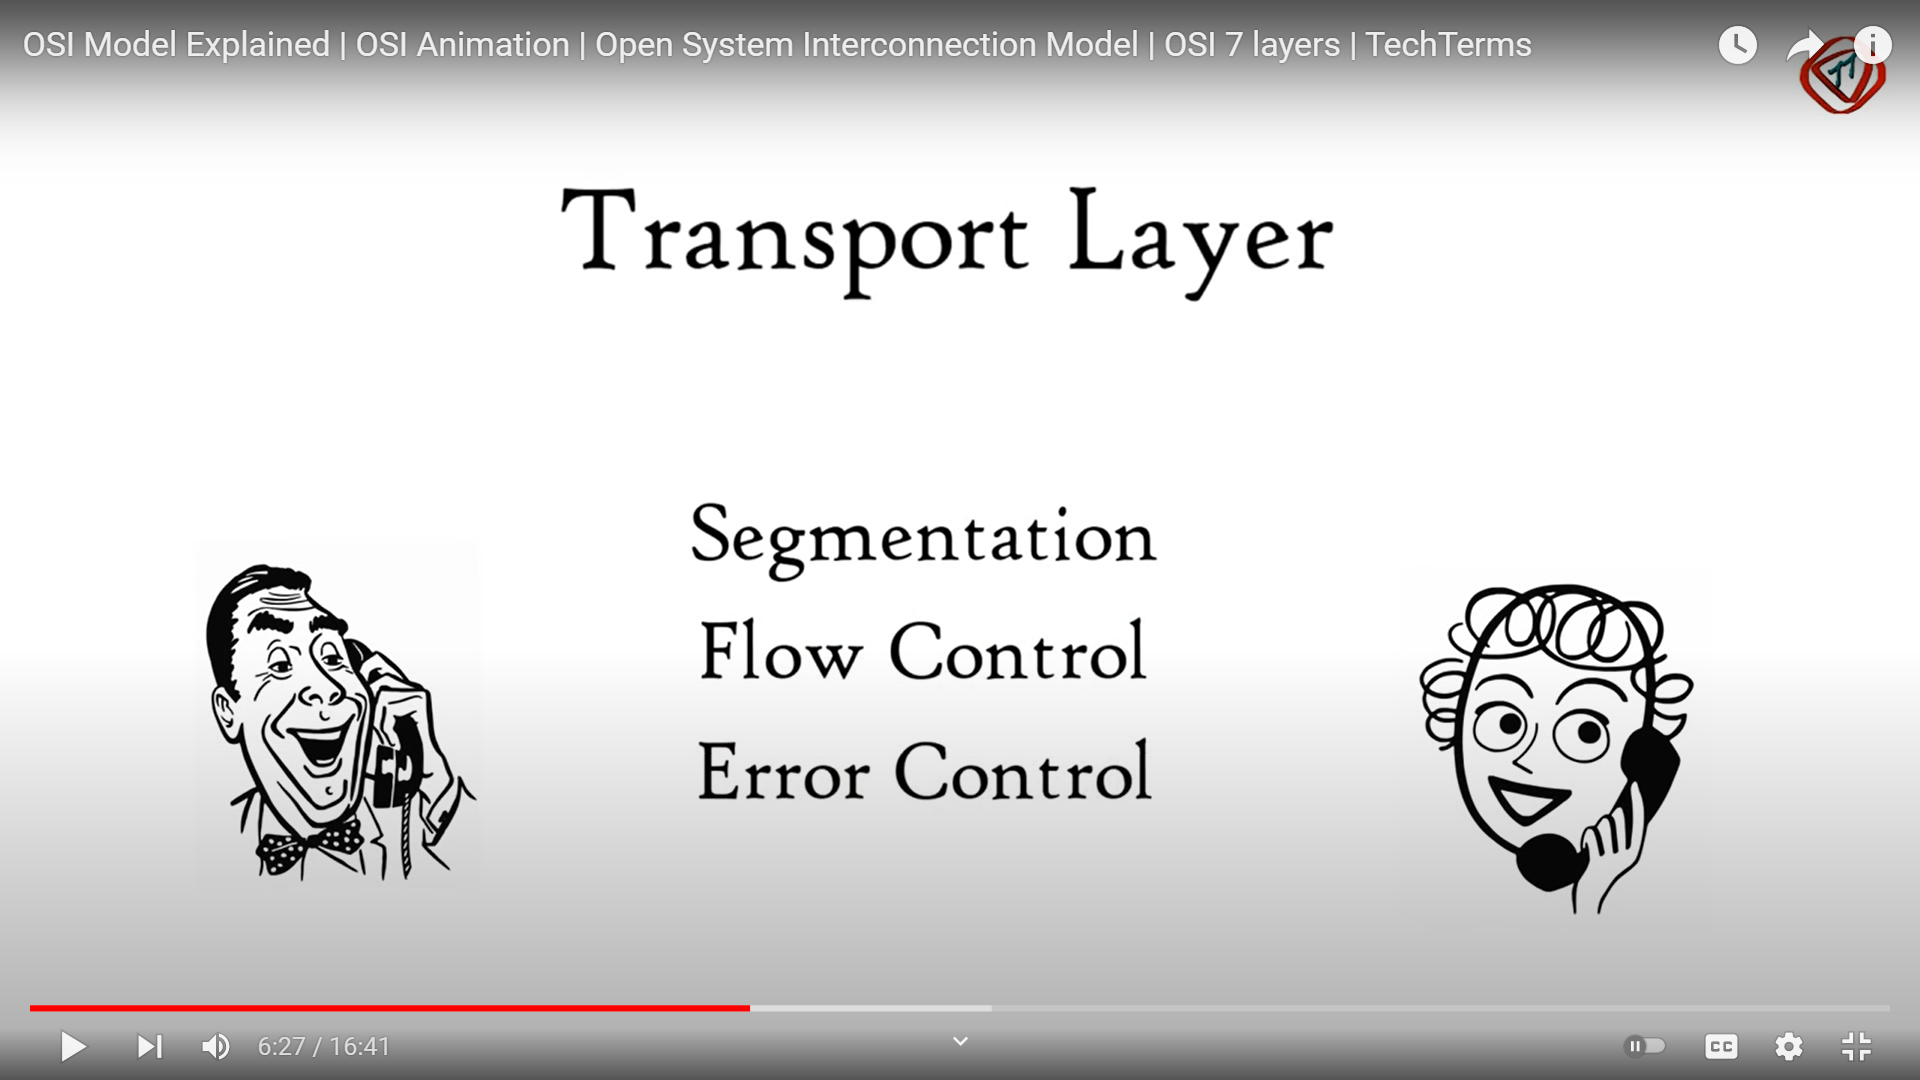 OSI Model Explained | OSI Animation | Open System Interconnection Model | OSI 7 layers | TechTerms
Transport Layer
Segmentation
Flow Control
Error Control
6:27 / 16:41
CC